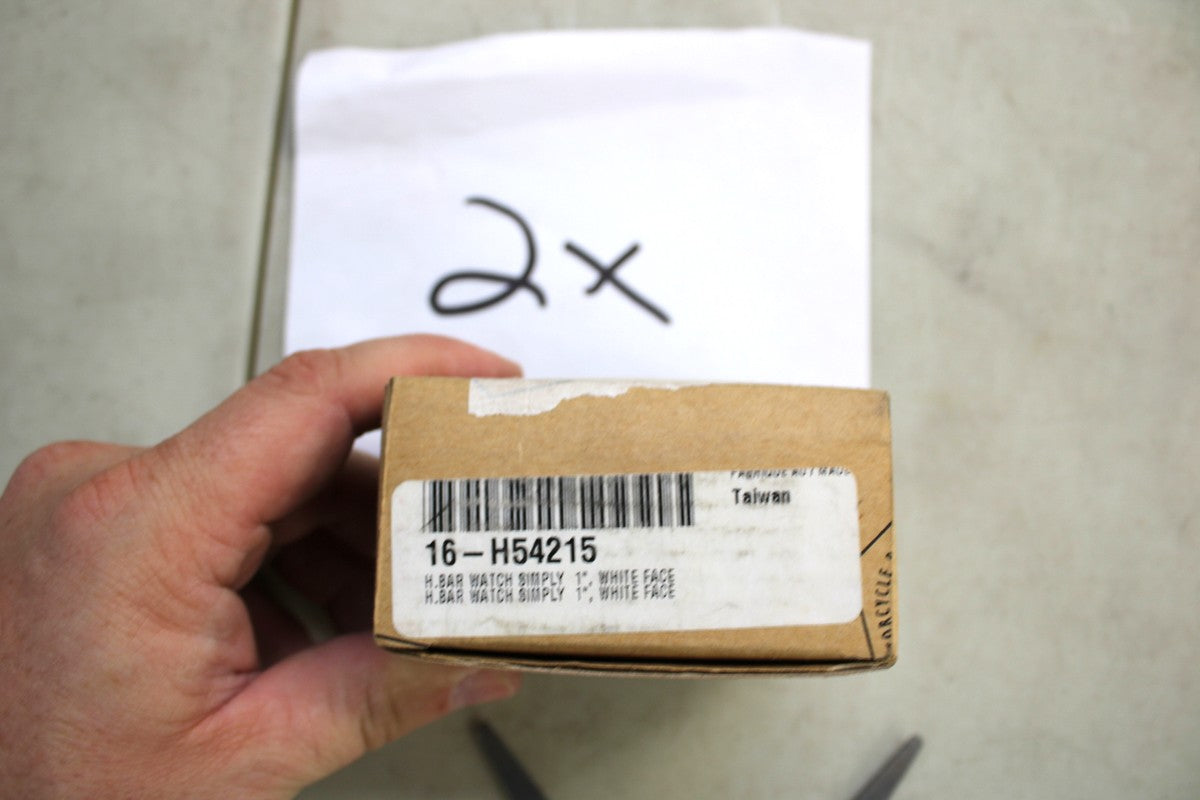 2x
Taiwan
16-H54215
H.BAR WATCH SIMPLY 1", WHITE FACE
H.BAR WATCH SIMPLY 1", WHITE FACE